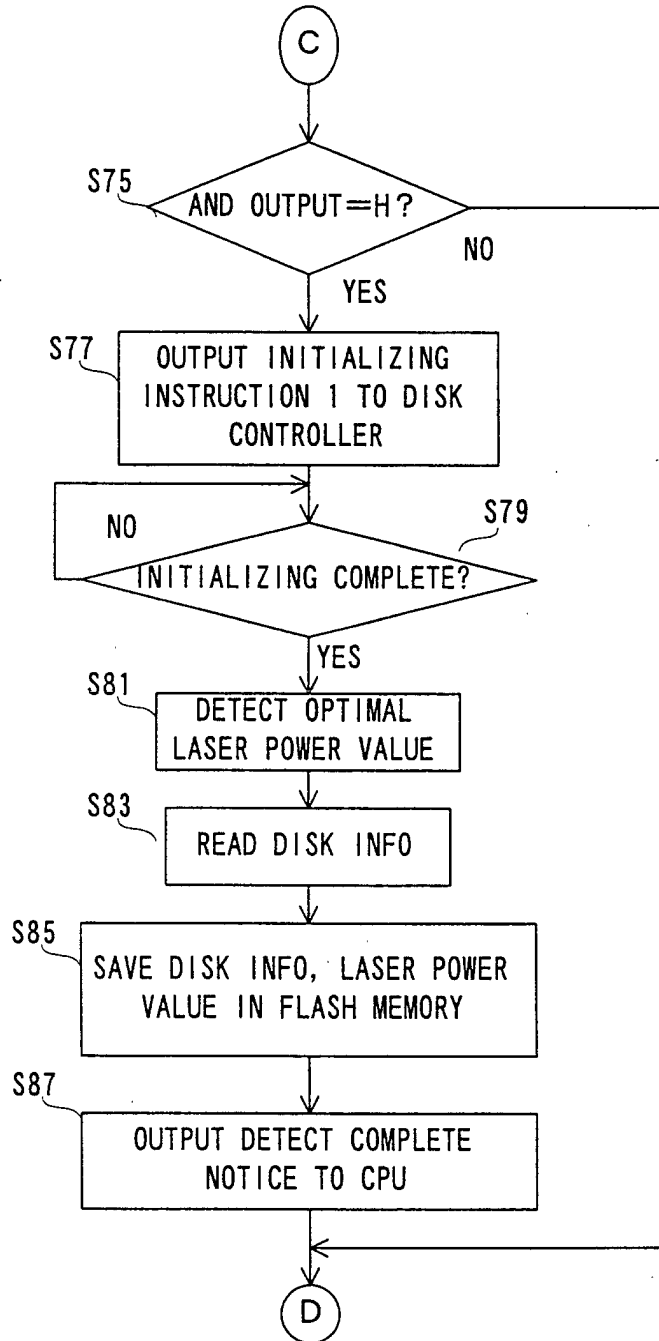 C
S75
AND OUTPUT=H?
NO
YES
S77
OUTPUT INITIALIZING
INSTRUCTION 1 TO DISK
CONTROLLER
NO
S79
INITIALIZING COMPLETE?
YES
S81
DETECT OPTIMAL
LASER POWER VALUE
S83
READ DISK INFO
S85
SAVE DISK INFO, LASER POWER
VALUE IN FLASH MEMORY
S87
OUTPUT DETECT COMPLETE
NOTICE TO CPU
D